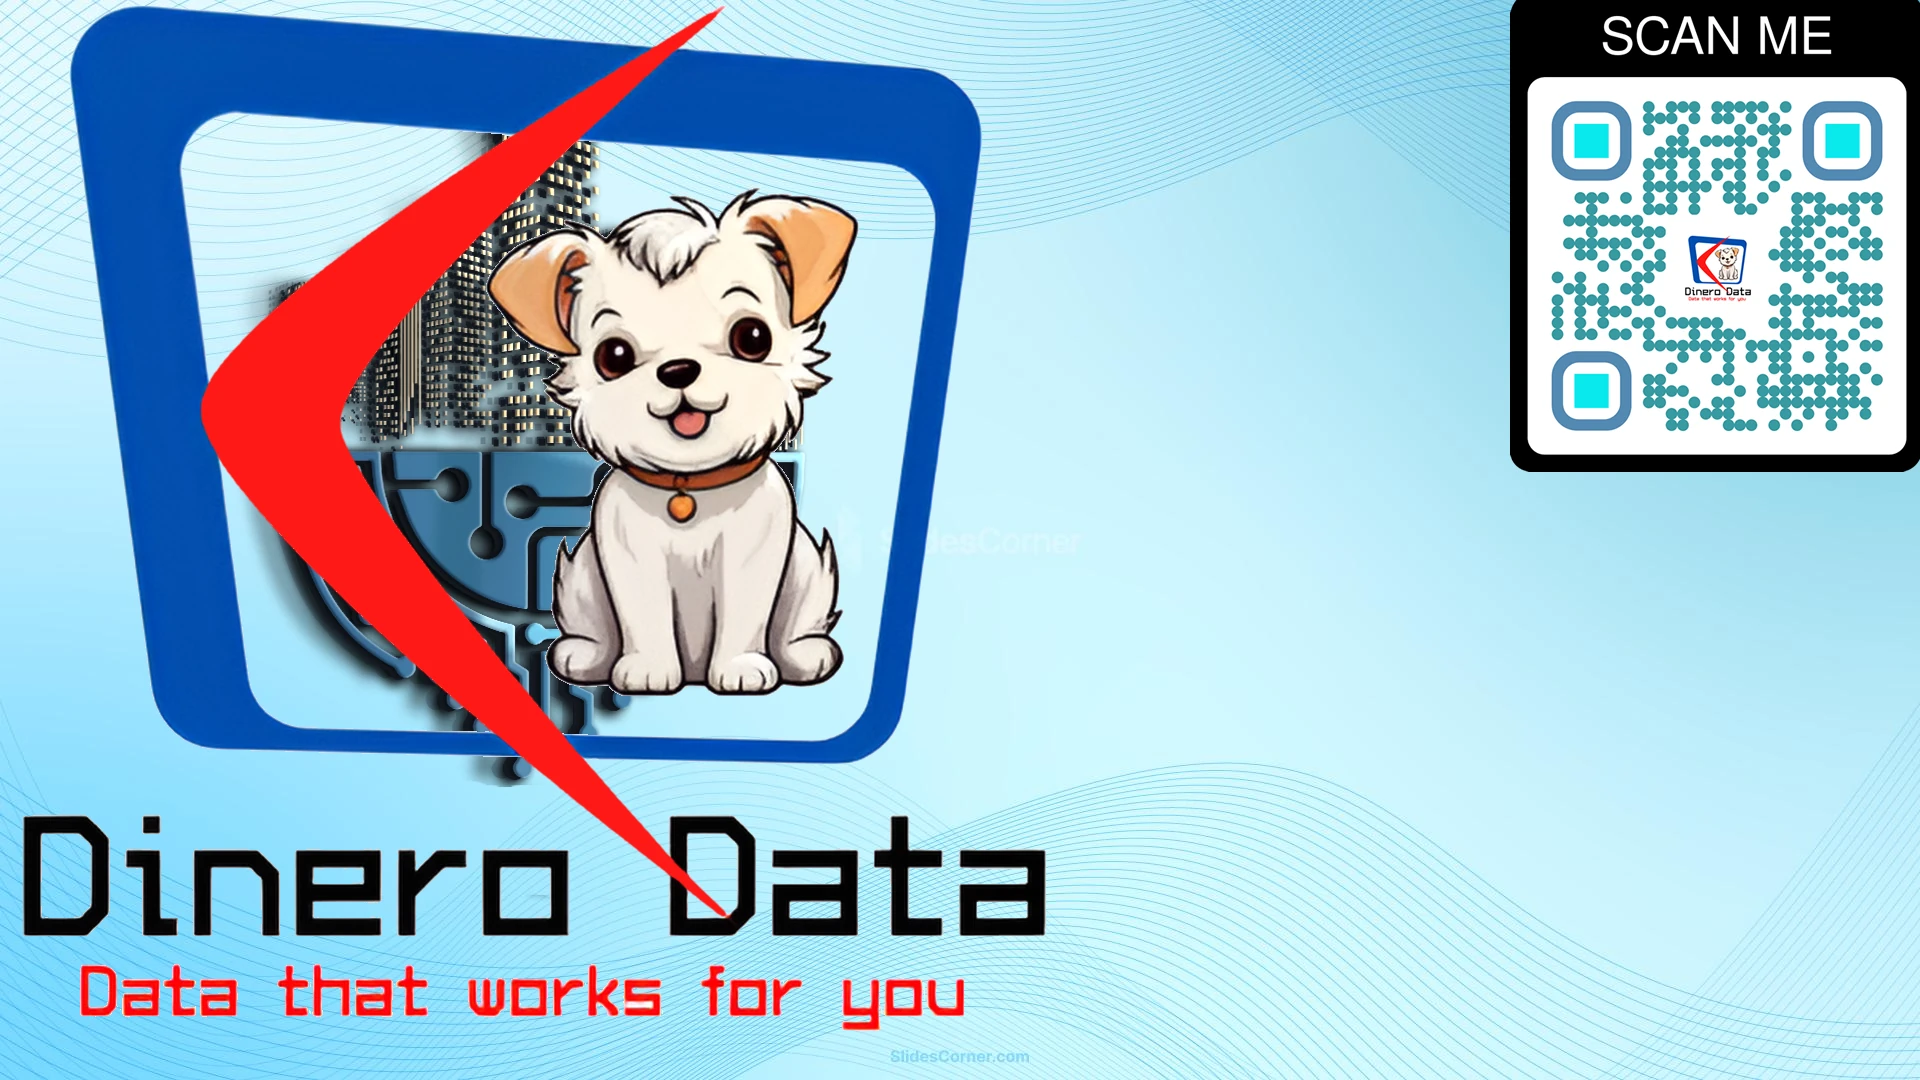 SCAN ME
Dinero Data
Data that works for you
SlidesCorner
Dinero Data
Data that works for you
SlidesCorner.com